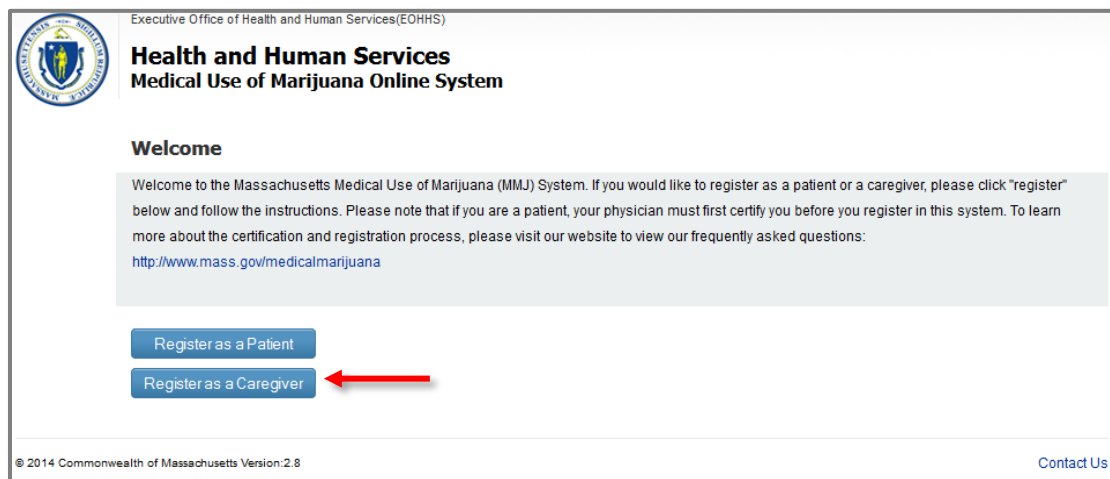 Executive Office of Health and Human Services(EOHHS)
Health and Human Services
Medical Use of Marijuana Online System
Welcome
Welcome to the Massachusetts Medical Use of Marijuana (MMJ) System. If you would like to register as a patient or a caregiver, please click "register"
below and follow the instructions. Please note that if you are a patient, your physician must first certify you before you register in this system. To learn
more about the certification and registration process, please visit our website to view our frequently asked questions:
http://www.mass.gov/medicalmarijuana
Register as a Patient
Register as a Caregiver
© 2014 Commonwealth of Massachusetts Version:2.8
Contact Us